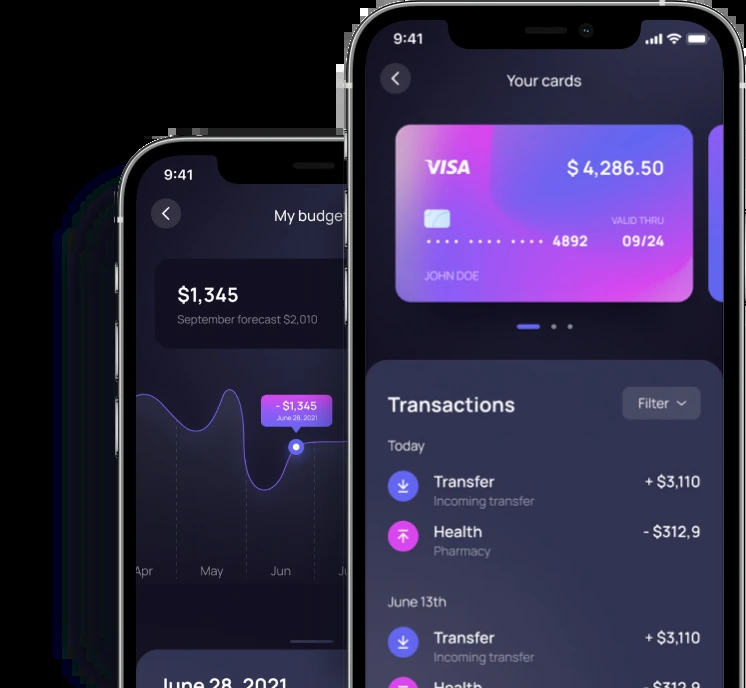 9:41
My budge
$1,345
September forecast $2,010
- $1,345
June 28, 2021
Apr
May
Jun
June 28, 2021
9:41
Your cards
VISA
$ 4,286.50
VALID THRU
•••• •••• •••• 4892
09/24
JOHN DOE
Transactions
Filter
Today
Transfer
+ $3,110
Incoming transfer
Health
- $312,9
Pharmacy
June 13th
Transfer
+ $3,110
Incoming transfer
Health
- $312,9